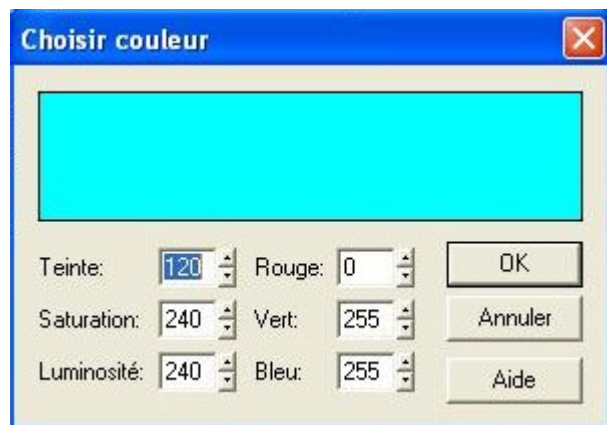 Choisir couleur
Teinte: 120 Rouge: 0 OK
Saturation: 240 Vert: 255 Annuler
Luminosité: 240 Bleu: 255 Aide